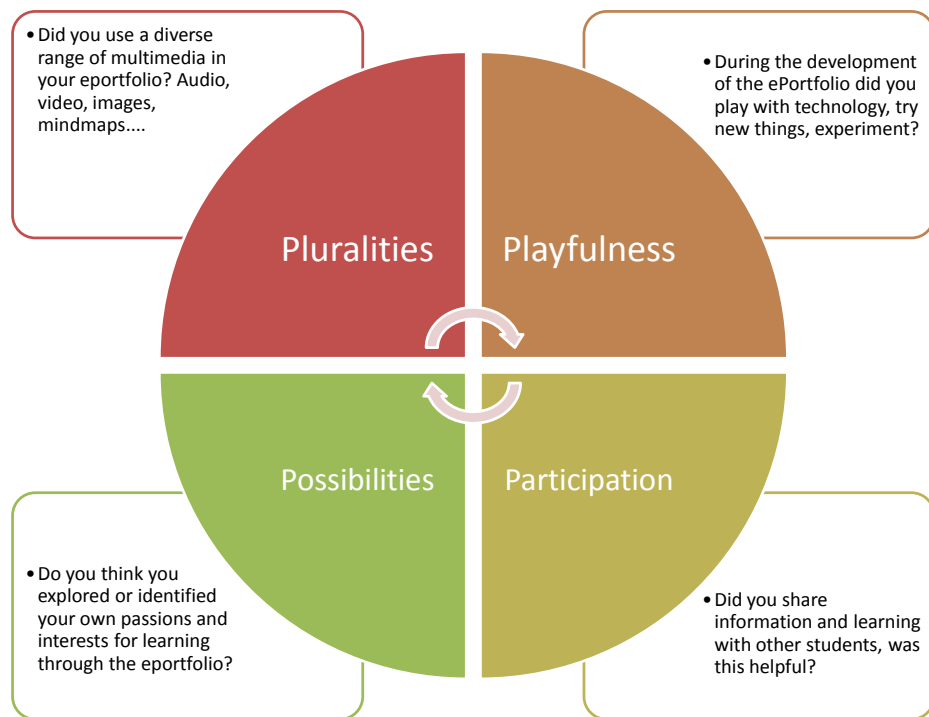 •Did you use a diverse
range of multimedia in
your eportfolio? Audio,
video, images,
mindmaps....
•During the development
of the ePortfolio did you
play with technology, try
new things, experiment?
Pluralities
Playfulness
Possibilities
Participation
•Do you think you
explored or identified
your own passions and
interests for learning
through the eportfolio?
•Did you share
information and learning
with other students, was
this helpful?